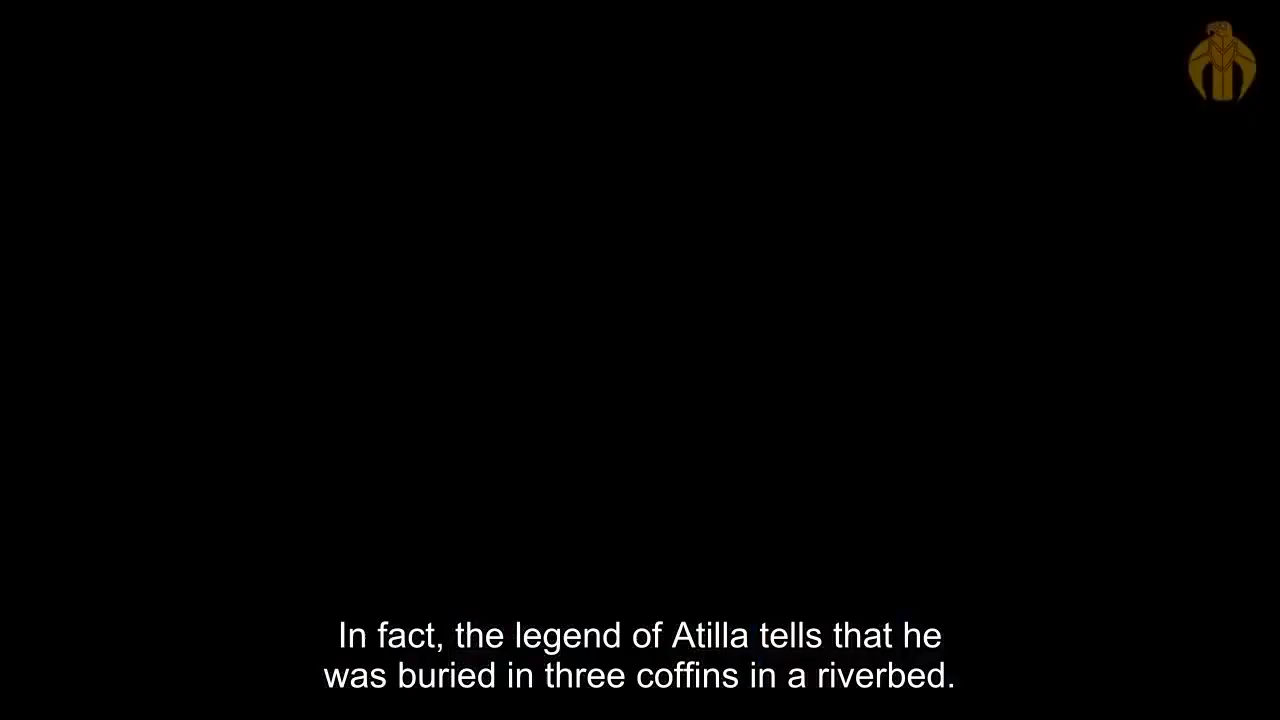 In fact, the legend of Atilla tells that he
was buried in three coffins in a riverbed.